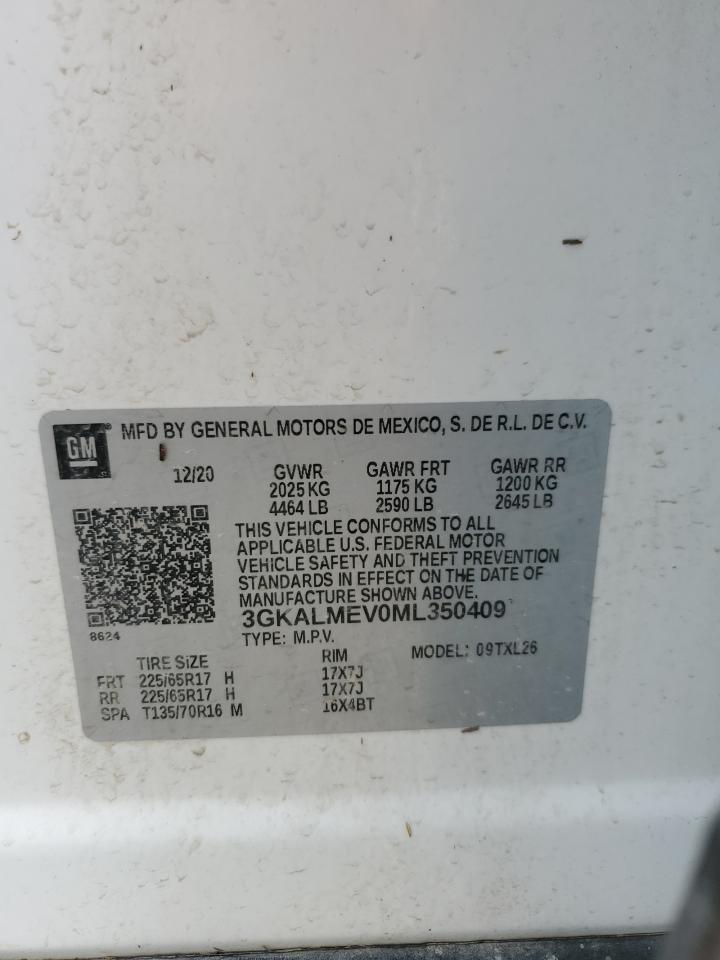 GM ® MFD BY GENERAL MOTORS DE MEXICO, S. DE R.L. DE C.V.
12/20 GVWR GAWR FRT GAWR RR
2025 KG 1175 KG 1200 KG
4464 LB 2590 LB 2645 LB
THIS VEHICLE CONFORMS TO ALL
APPLICABLE U.S. FEDERAL MOTOR
VEHICLE SAFETY AND THEFT PREVENTION
STANDARDS IN EFFECT ON THE DATE OF
MANUFACTURE SHOWN ABOVE.
8624 3GKALMEV0ML350409
TYPE: M.P.V. MODEL: 09TXL26
TIRE SIZE RIM
FRT 225/65R17 H 17X7J
RR 225/65R17 H 17X7J
SPA T135/70R16 M 16X4BT